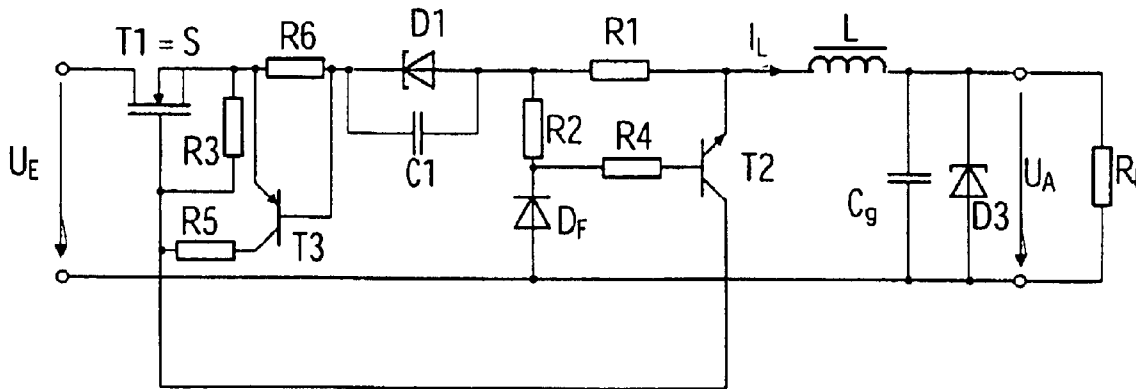 T1 = S
R6
D1
R1
I_L
L
U_E
R3
C1
R2
R4
T2
R5
T3
D_F
C_g
D3
U_A